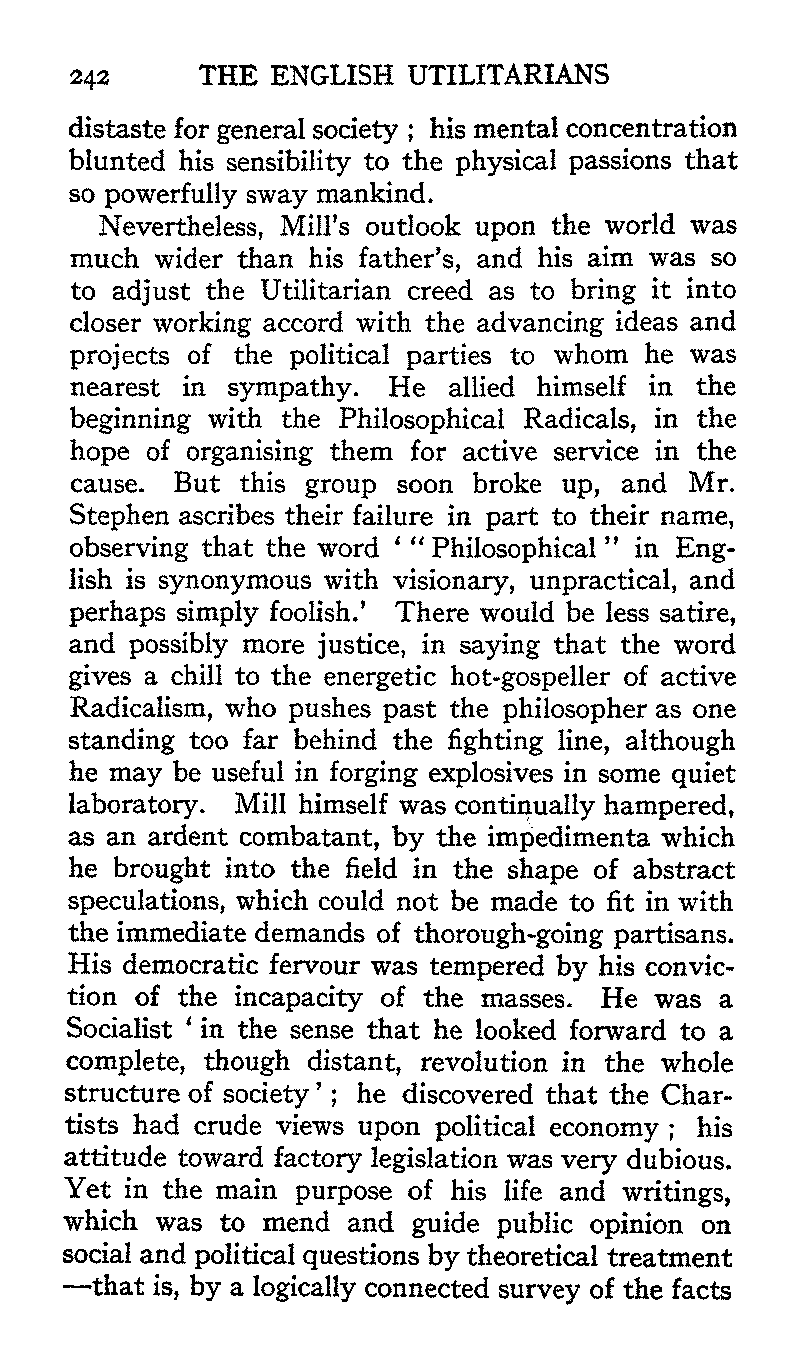 242 THE ENGLISH UTILITARIANS
distaste for general society ; his mental concentration
blunted his sensibility to the physical passions that
so powerfully sway mankind.
Nevertheless, Mill's outlook upon the world was
much wider than his father's, and his aim was so
to adjust the Utilitarian creed as to bring it into
closer working accord with the advancing ideas and
projects of the political parties to whom he was
nearest in sympathy. He allied himself in the
beginning with the Philosophical Radicals, in the
hope of organising them for active service in the
cause. But this group soon broke up, and Mr.
Stephen ascribes their failure in part to their name,
observing that the word ‘ “ Philosophical ” in Eng-
lish is synonymous with visionary, unpractical, and
perhaps simply foolish.’ There would be less satire,
and possibly more justice, in saying that the word
gives a chill to the energetic hot-gospeller of active
Radicalism, who pushes past the philosopher as one
standing too far behind the fighting line, although
he may be useful in forging explosives in some quiet
laboratory. Mill himself was continually hampered,
as an ardent combatant, by the impedimenta which
he brought into the field in the shape of abstract
speculations, which could not be made to fit in with
the immediate demands of thorough-going partisans.
His democratic fervour was tempered by his convic-
tion of the incapacity of the masses. He was a
Socialist ‘ in the sense that he looked forward to a
complete, though distant, revolution in the whole
structure of society ’ ; he discovered that the Char-
tists had crude views upon political economy ; his
attitude toward factory legislation was very dubious.
Yet in the main purpose of his life and writings,
which was to mend and guide public opinion on
social and political questions by theoretical treatment
—that is, by a logically connected survey of the facts